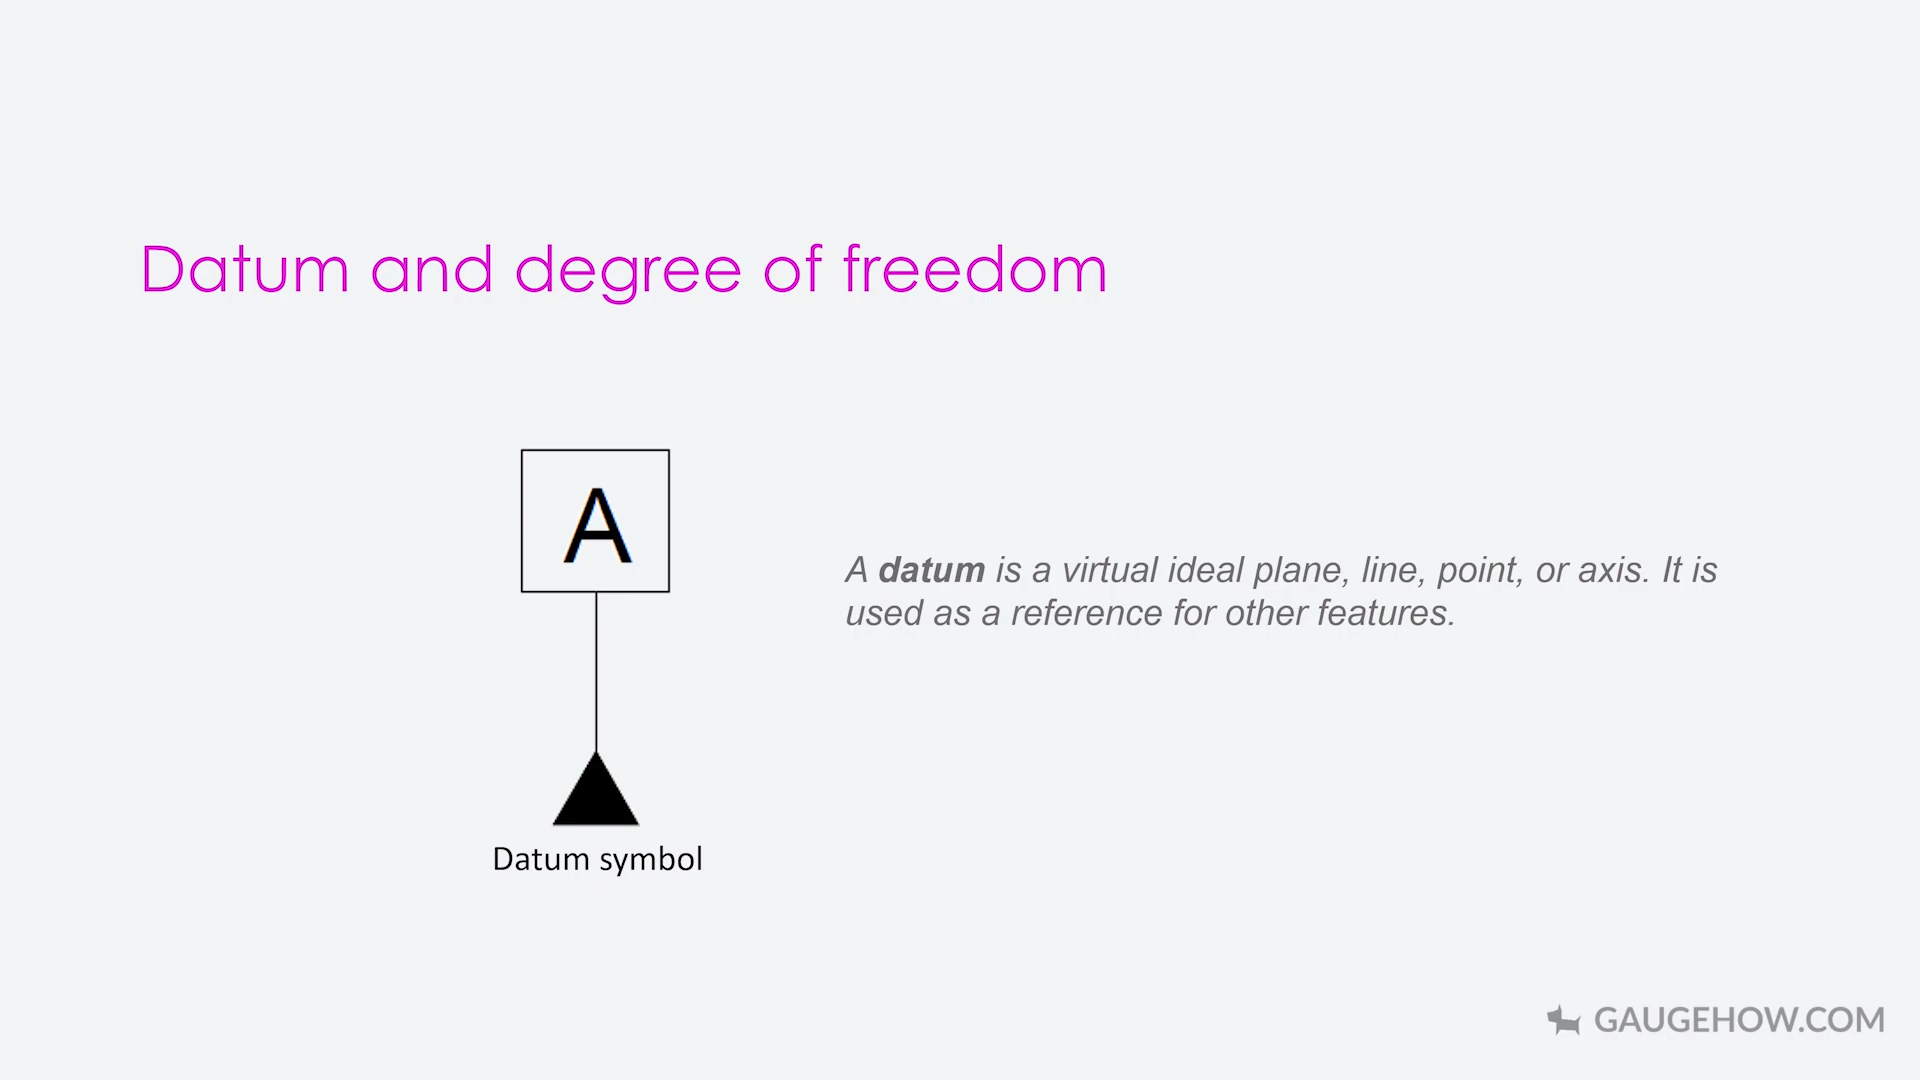 Datum and degree of freedom
A
A datum is a virtual ideal plane, line, point, or axis. It is
used as a reference for other features.
Datum symbol
GAUGEHOW.COM